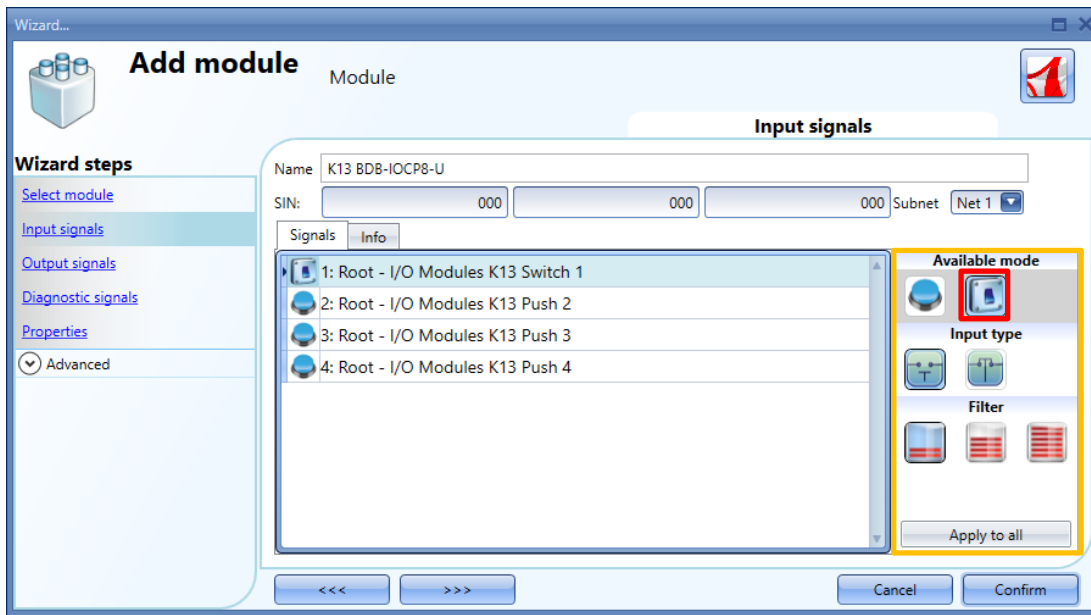 Wizard...
Add module
Module
Input signals
Wizard steps
Select module
Input signals
Output signals
Diagnostic signals
Properties
Advanced
Name K13 BDB-IOCP8-U
SIN: 000 000 000 Subnet Net 1
Signals Info
1: Root - I/O Modules K13 Switch 1
2: Root - I/O Modules K13 Push 2
3: Root - I/O Modules K13 Push 3
4: Root - I/O Modules K13 Push 4
Available mode
Input type
Filter
Apply to all
<<< >>> Cancel Confirm